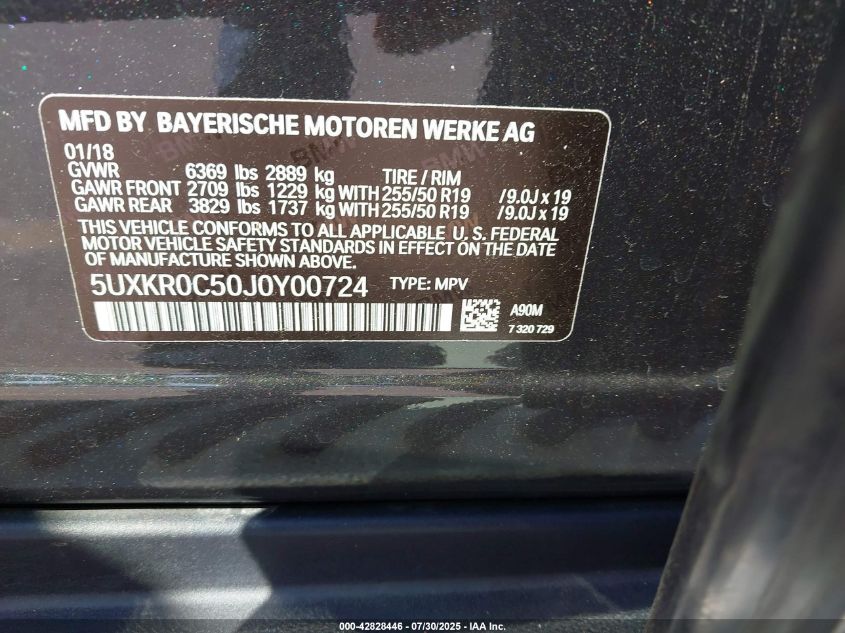 MFD BY BAYERISCHE MOTOREN WERKE AG
01/18
GVWR 6369 lbs 2889 kg TIRE / RIM
GAWR FRONT 2709 lbs 1229 kg WITH 255/50 R19 /9.0J x 19
GAWR REAR 3829 lbs 1737 kg WITH 255/50 R19 /9.0J x 19
THIS VEHICLE CONFORMS TO ALL APPLICABLE U. S. FEDERAL
MOTOR VEHICLE SAFETY STANDARDS IN EFFECT ON THE DATE
OF MANUFACTURE SHOWN ABOVE.
5UXKR0C50J0Y00724 TYPE: MPV
A90M
7 320 729
000-42828446 - 07/30/2025 - IAA Inc.